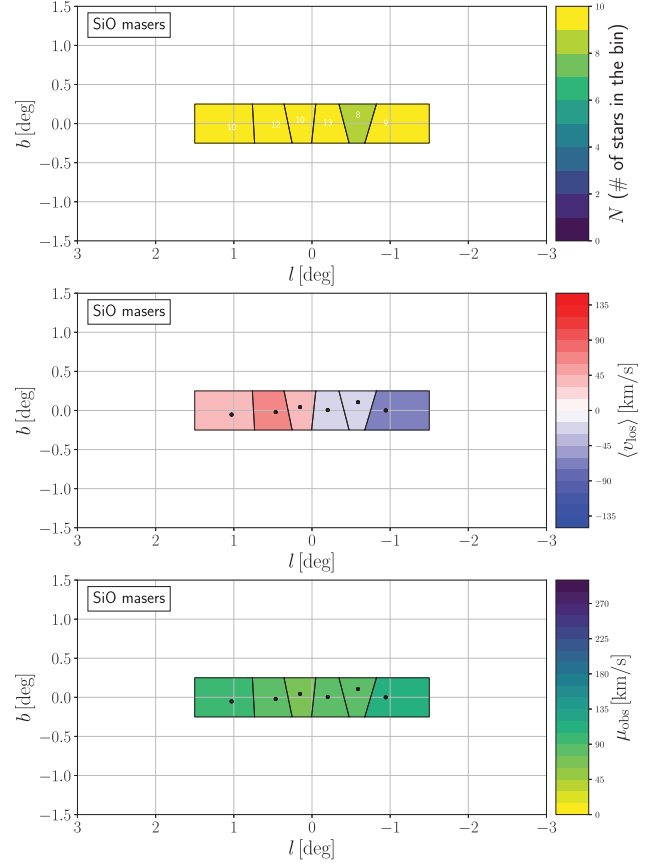 SiO masers
1.5
1.0
0.5
0.0
−0.5
−1.0
−1.5
b [deg]
10 12 10 13 8 9
3 2 1 0 −1 −2 −3
l [deg]
10
8
6
4
2
0
N (# of stars in the bin)
SiO masers
1.5
1.0
0.5
0.0
−0.5
−1.0
−1.5
b [deg]
3 2 1 0 −1 −2 −3
l [deg]
135
90
45
0
−45
−90
−135
⟨v_los⟩ [km/s]
SiO masers
1.5
1.0
0.5
0.0
−0.5
−1.0
−1.5
b [deg]
3 2 1 0 −1 −2 −3
l [deg]
270
225
180
135
90
45
0
μ_obs [km/s]